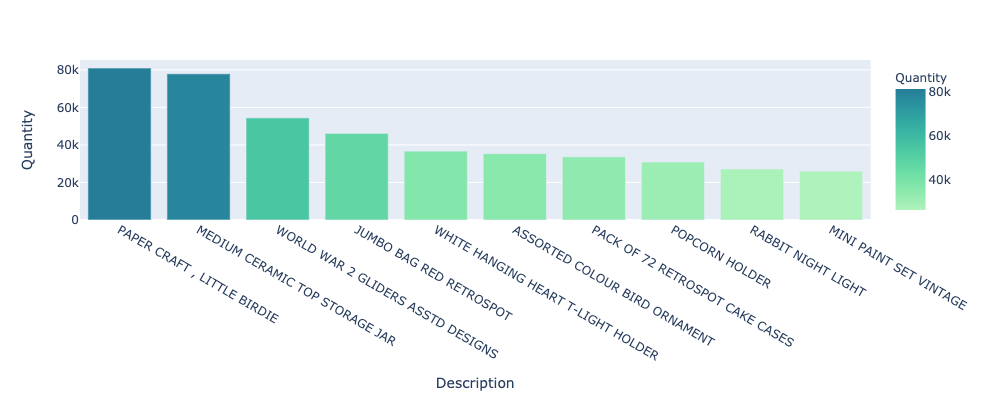 Quantity
80k
60k
40k
20k
0
Quantity
80k
60k
40k
PAPER CRAFT , LITTLE BIRDIE
MEDIUM CERAMIC TOP STORAGE JAR
WORLD WAR 2 GLIDERS ASSTD DESIGNS
JUMBO BAG RED RETROSPOT
WHITE HANGING HEART T-LIGHT HOLDER
ASSORTED COLOUR BIRD ORNAMENT
PACK OF 72 RETROSPOT CAKE CASES
POPCORN HOLDER
RABBIT NIGHT LIGHT
MINI PAINT SET VINTAGE
Description